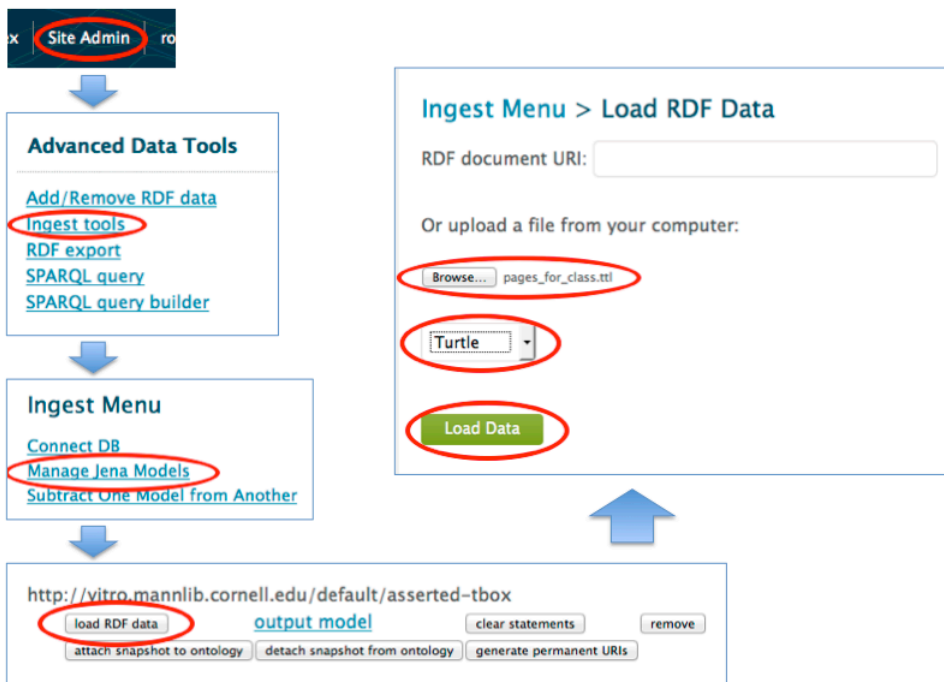 ex Site Admin ro
Advanced Data Tools
Add/Remove RDF data
Ingest tools
RDF export
SPARQL query
SPARQL query builder
Ingest Menu
Connect DB
Manage Jena Models
Subtract One Model from Another
http://vitro.mannlib.cornell.edu/default/asserted-tbox
load RDF data output model clear statements remove
attach snapshot to ontology detach snapshot from ontology generate permanent URIs
Ingest Menu > Load RDF Data
RDF document URI:
Or upload a file from your computer:
Browse... pages_for_class.ttl
Turtle
Load Data